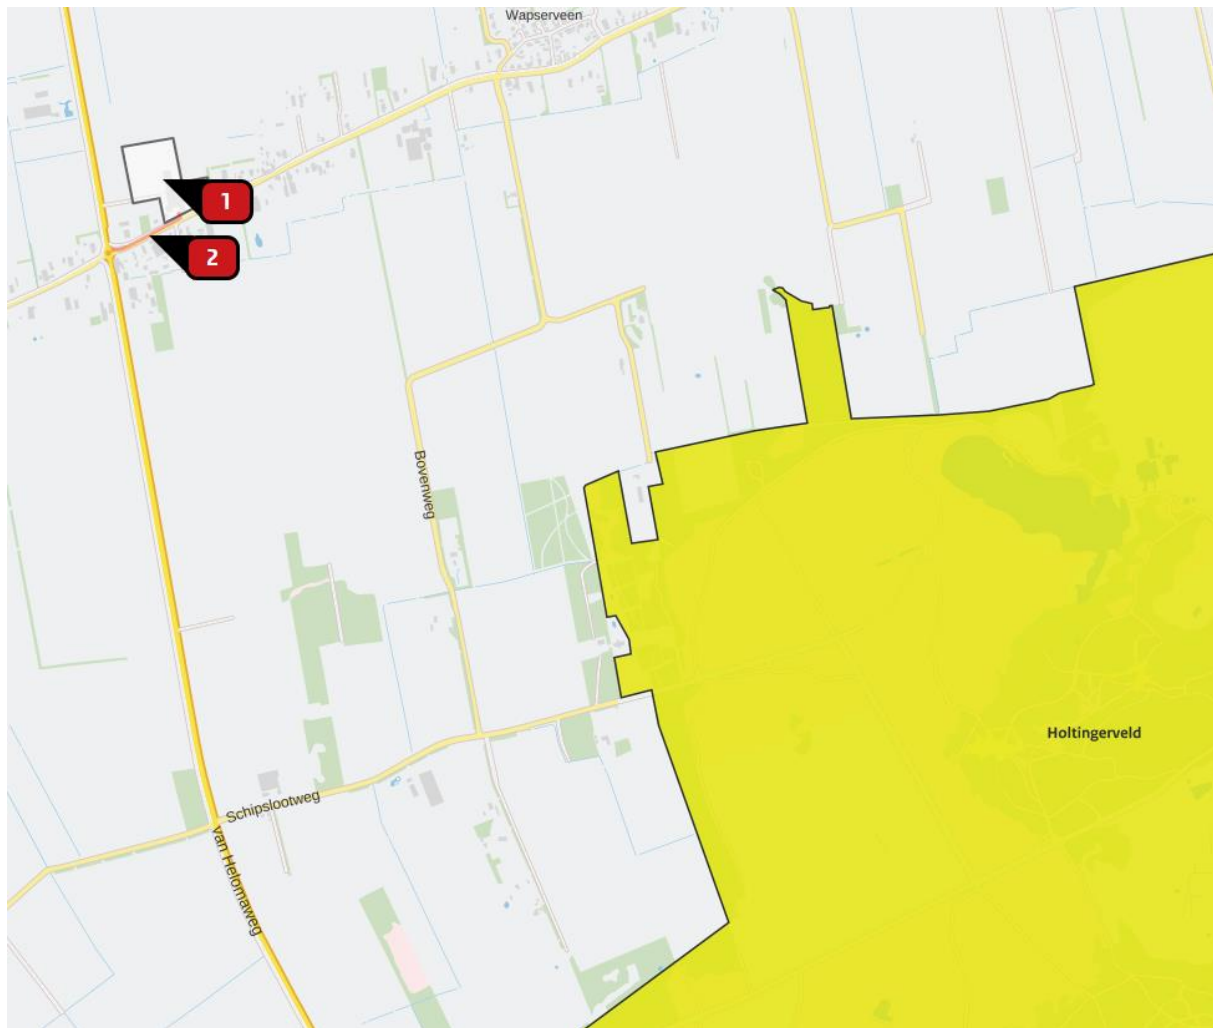 Wapserveen
1
2
Bovenweg
Holtingerveld
Schipslootweg
van Helomaweg